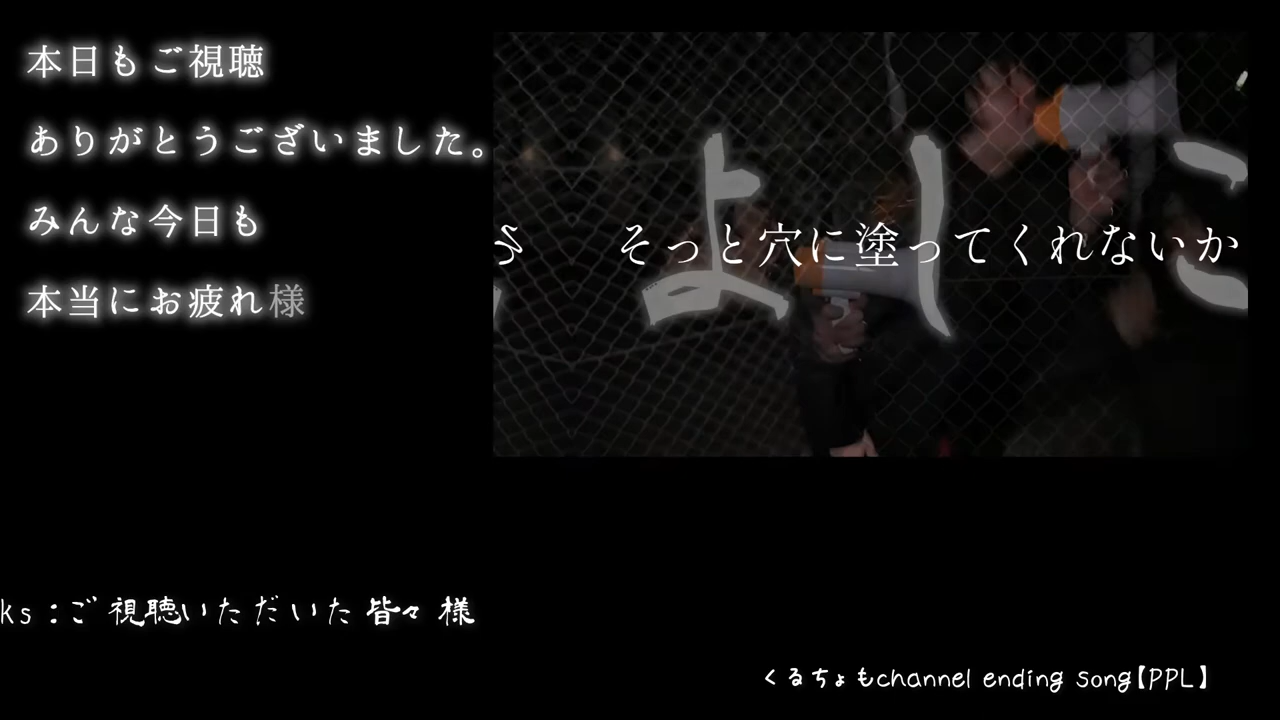 本日もご視聴
ありがとうございました。
みんな今日も
本当にお疲れ様
そっと穴に塗ってくれないか
よしこ
ks:ご視聴いただいた皆々様
くるちょもchannel ending song【PPL】